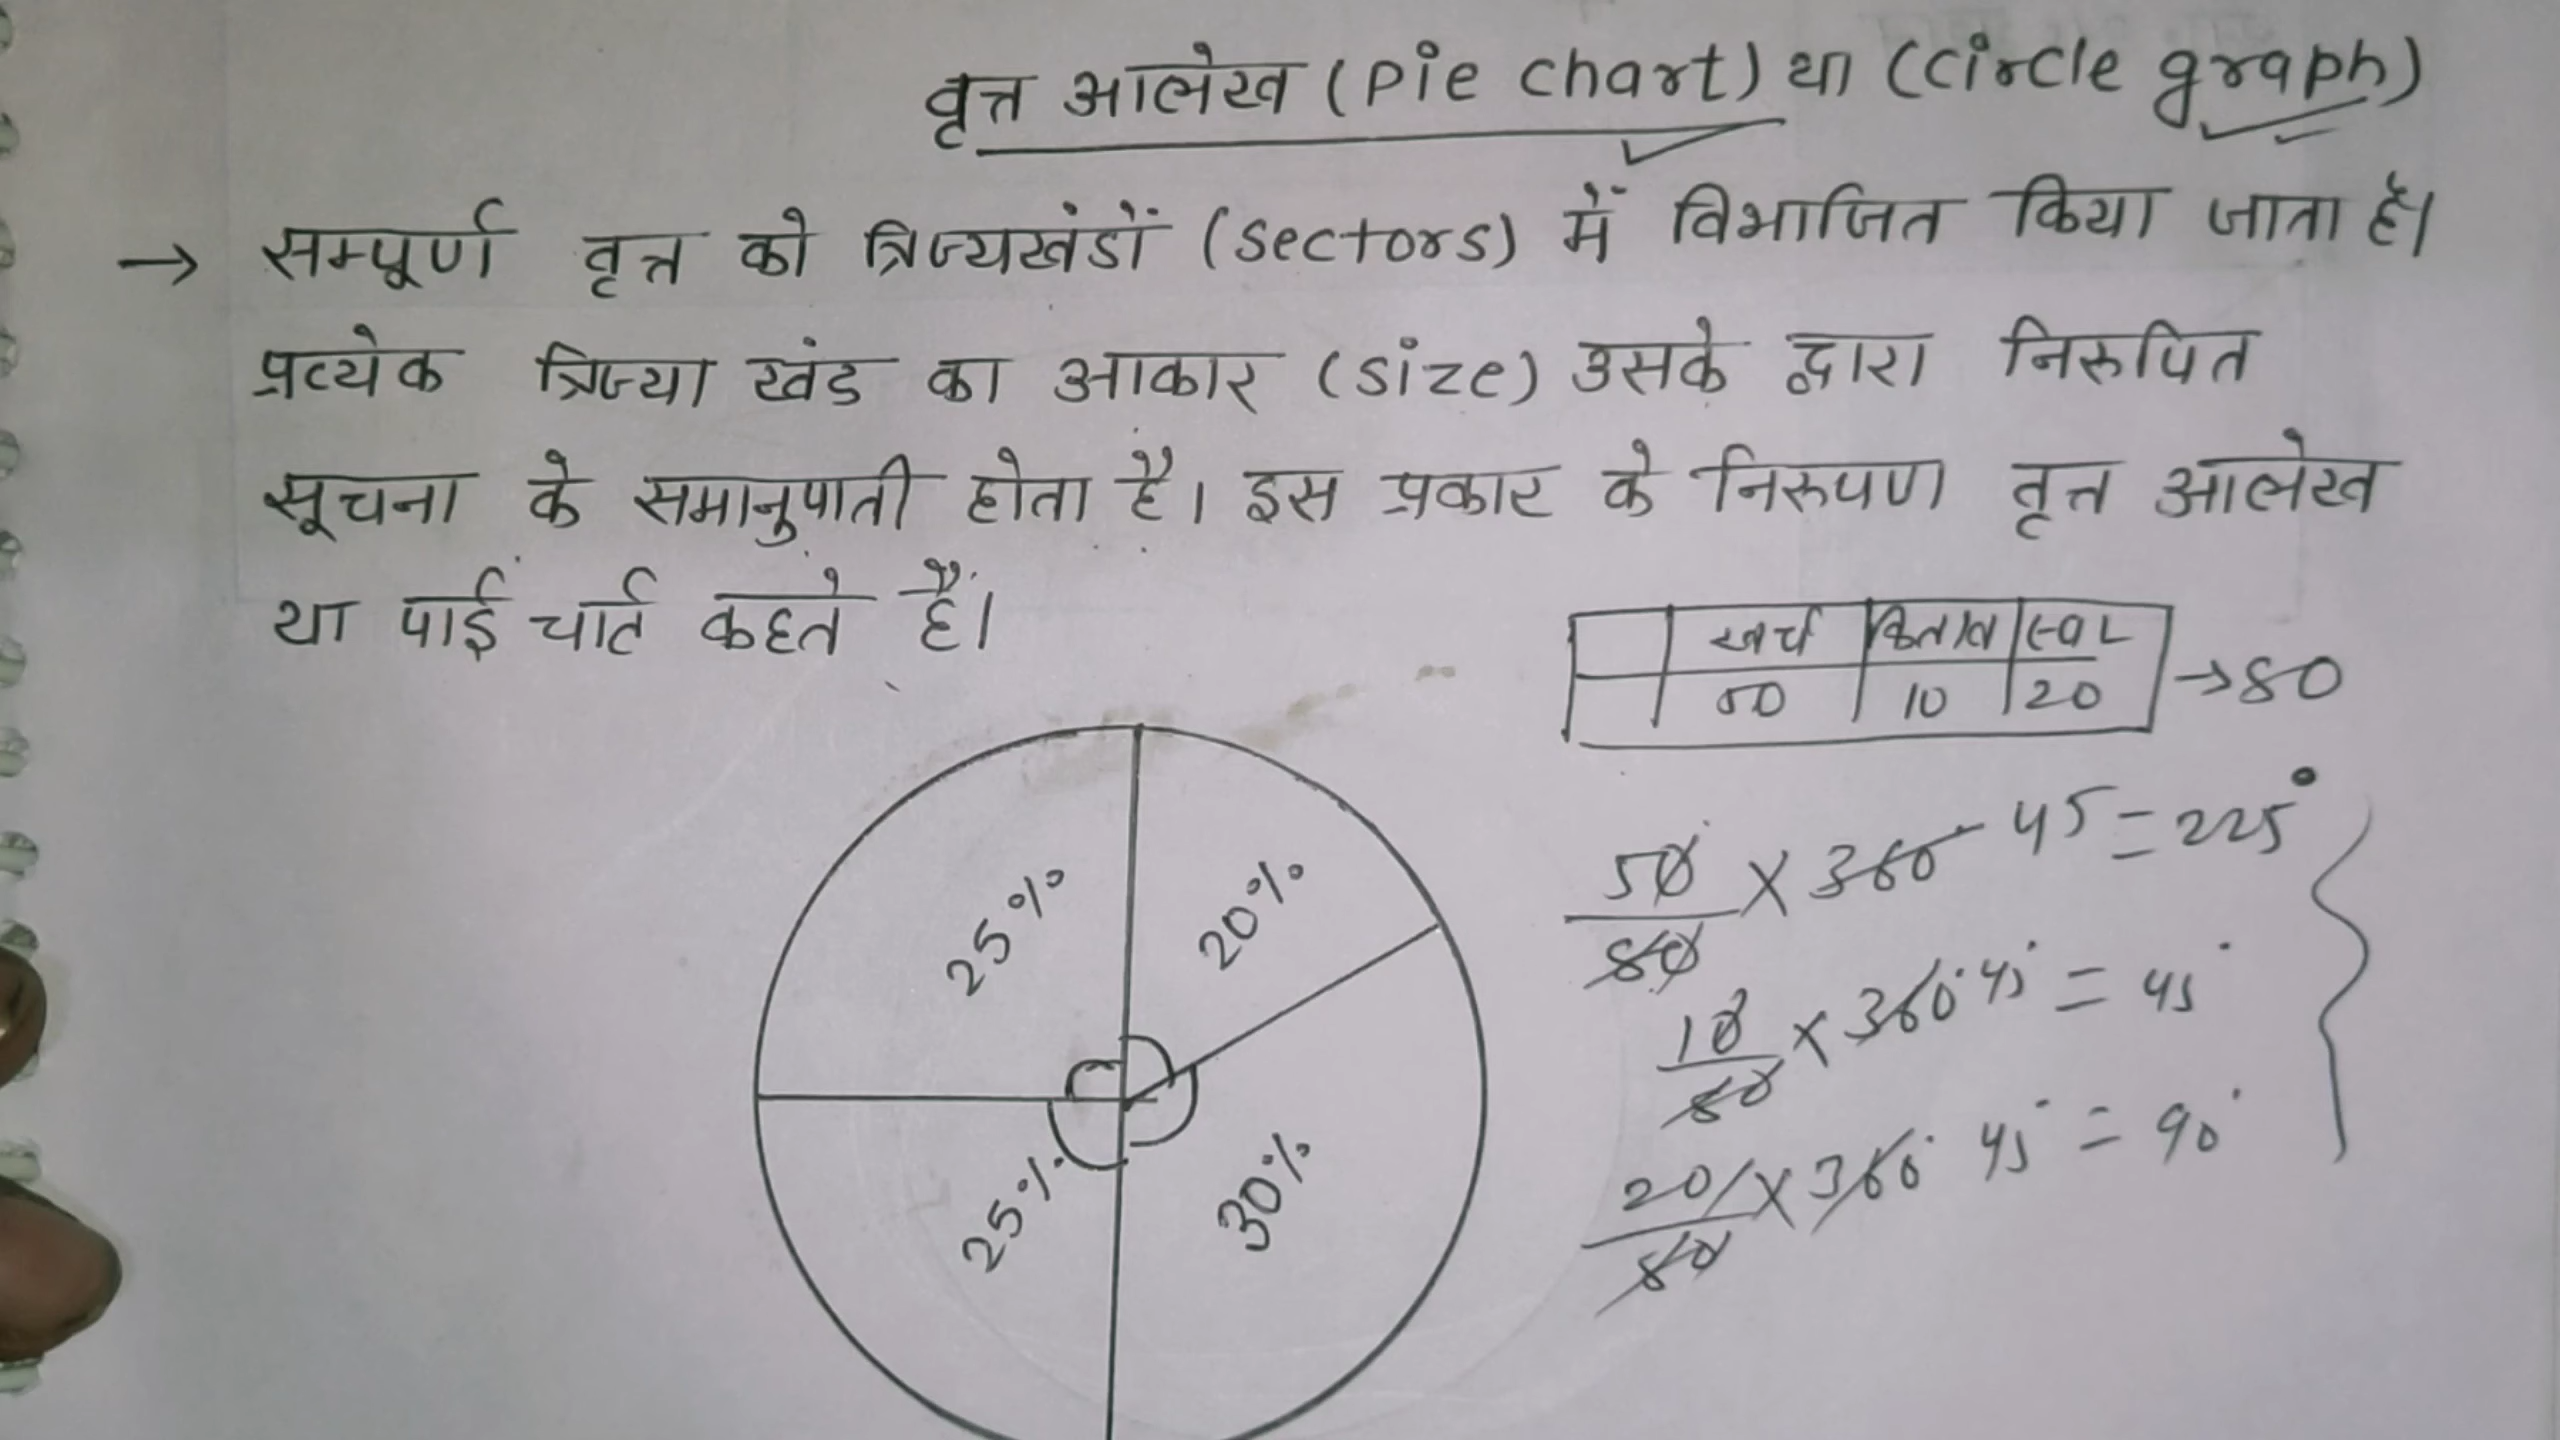 वृत्त आलेख (Pie chart) या (circle graph)
→ सम्पूर्ण वृत्त को त्रिज्यखंडों (sectors) में विभाजित किया जाता है।
प्रत्येक त्रिज्या खंड का आकार (size) उसके द्वारा निरुपित
सूचना के समानुपाती होता है। इस प्रकार के निरुपण वृत्त आलेख
या पाई चार्ट कहते हैं।
खर्च किताब
50 10 20 →80
25% 20%
25% 30%
50/80 × 360 45 = 225°
10/80 × 360° 45° = 45°
20/80 × 360° 45° = 90°